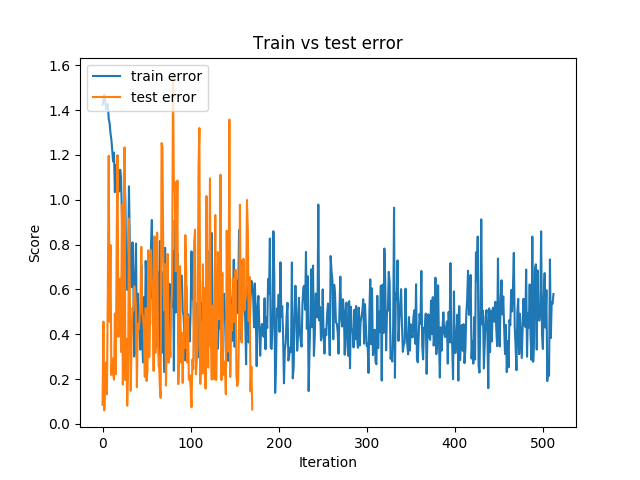 Train vs test error
train error
test error
1.6
1.4
1.2
1.0
0.8
0.6
0.4
0.2
0.0
Score
0 100 200 300 400 500
Iteration